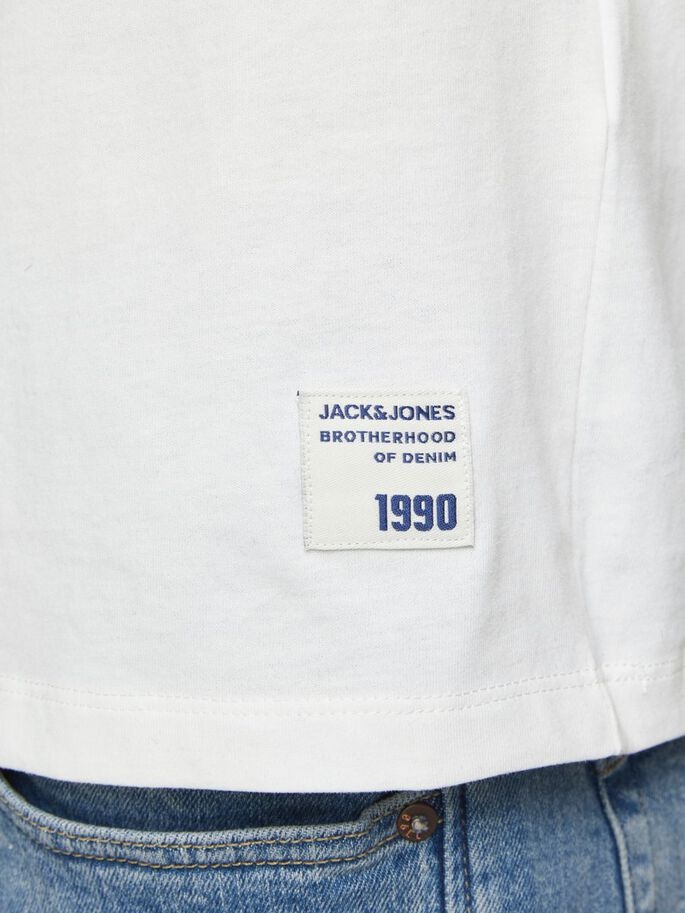 JACK&JONES
BROTHERHOOD
OF DENIM
1990